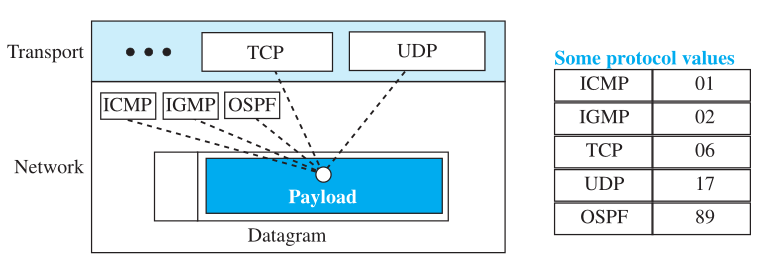 Transport
TCP
UDP
ICMP
IGMP
OSPF
Network
Payload
Datagram
Some protocol values
ICMP 01
IGMP 02
TCP 06
UDP 17
OSPF 89